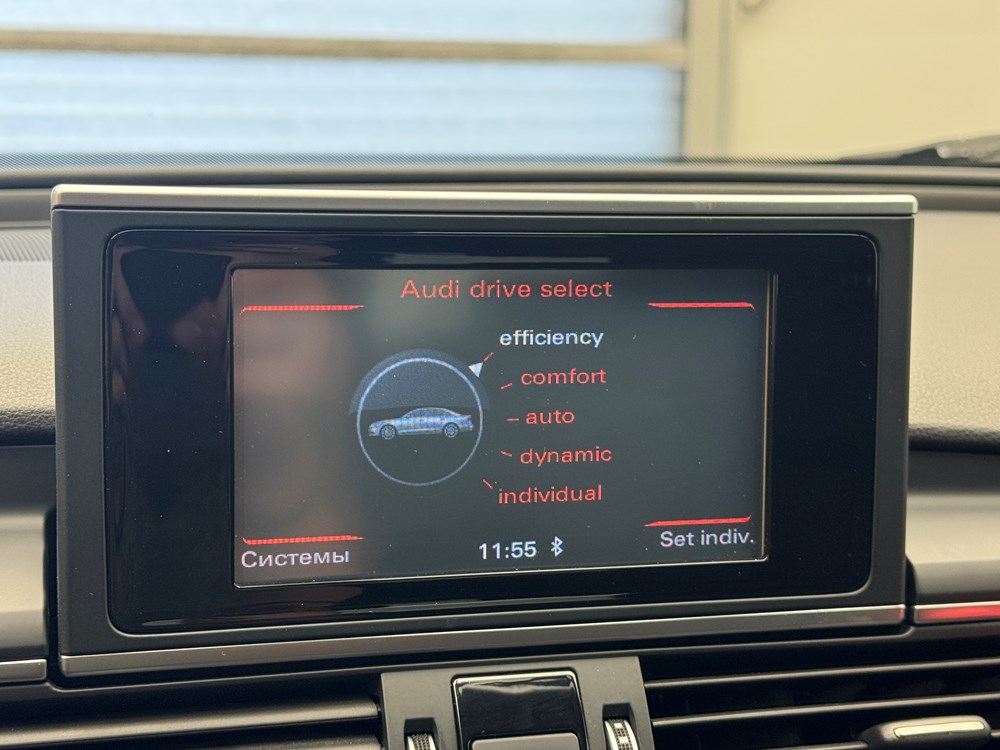 Audi drive select
efficiency
comfort
auto
dynamic
individual
Системы
11:55
Set indiv.